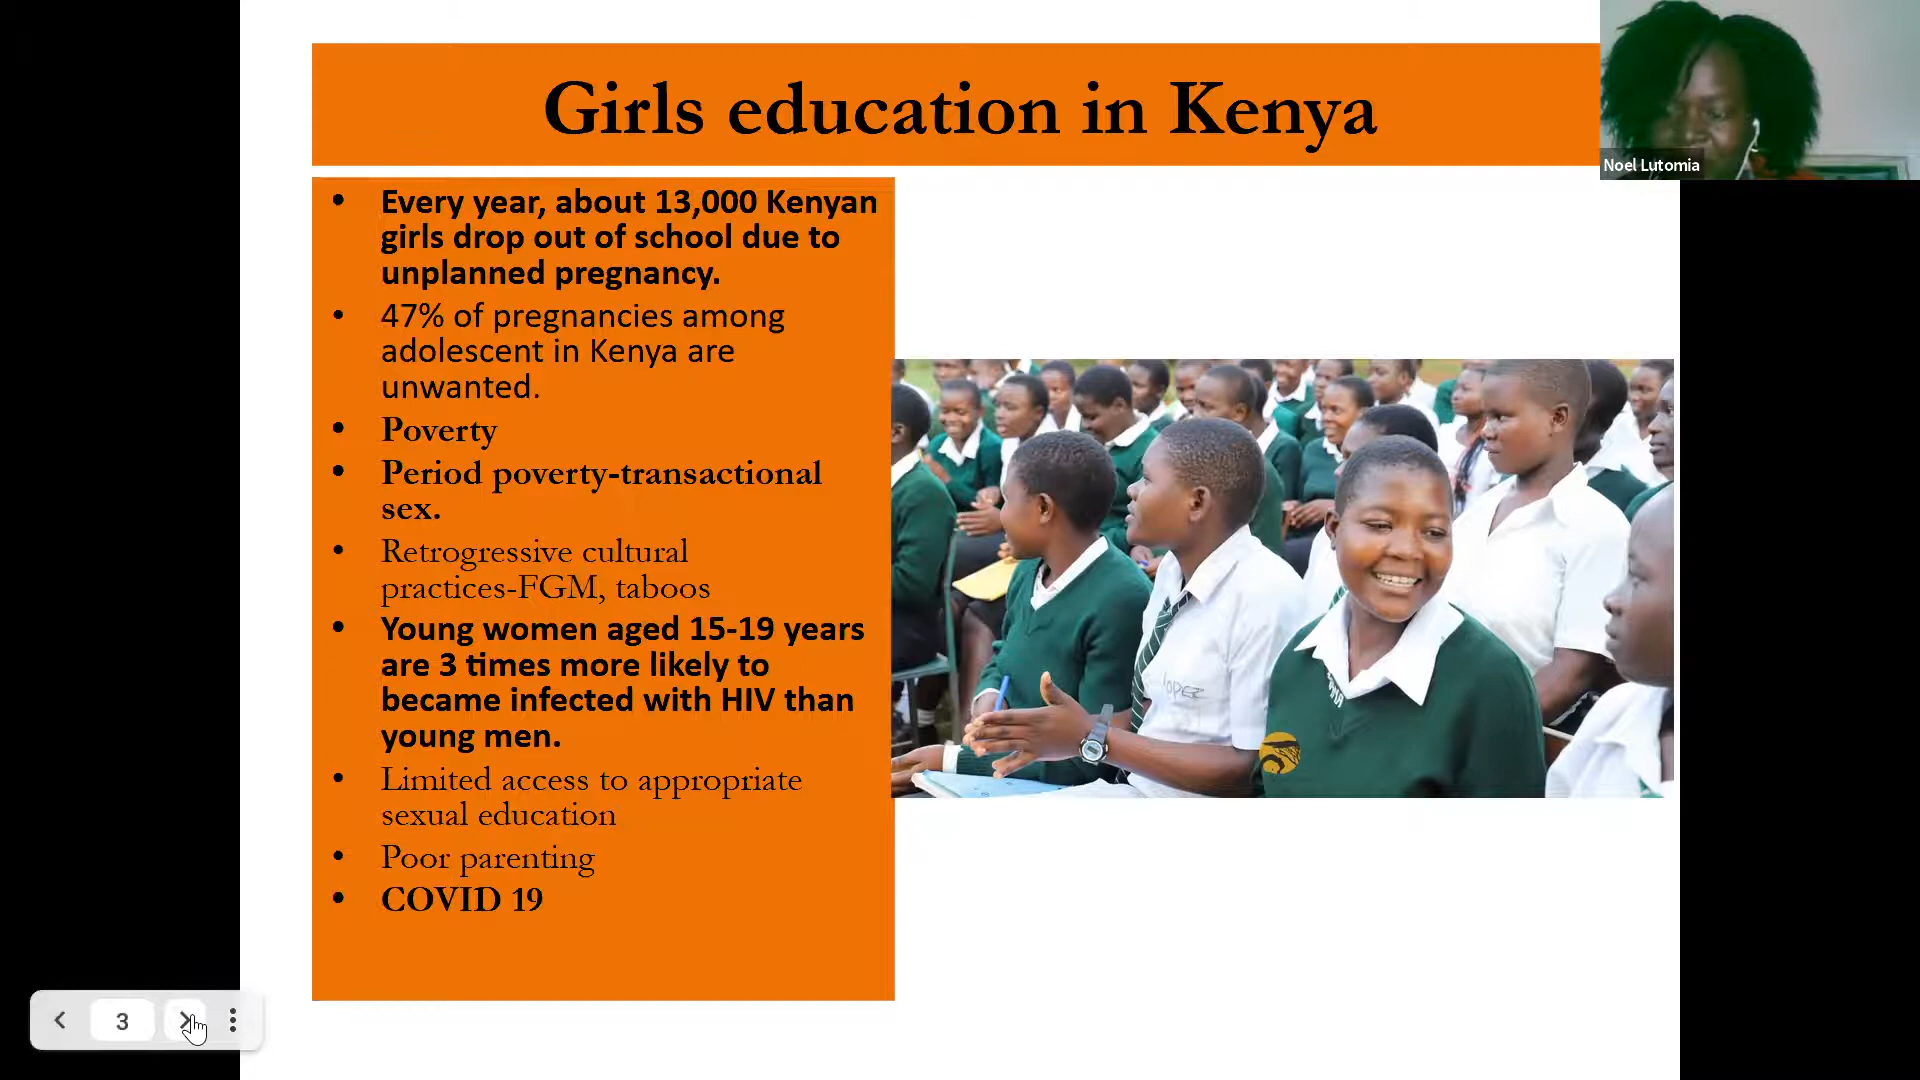 Girls education in Kenya
Noel Lutomia
• Every year, about 13,000 Kenyan
girls drop out of school due to
unplanned pregnancy.
• 47% of pregnancies among
adolescent in Kenya are
unwanted.
• Poverty
• Period poverty-transactional
sex.
• Retrogressive cultural
practices-FGM, taboos
• Young women aged 15-19 years
are 3 times more likely to
became infected with HIV than
young men.
• Limited access to appropriate
sexual education
• Poor parenting
• COVID 19
3